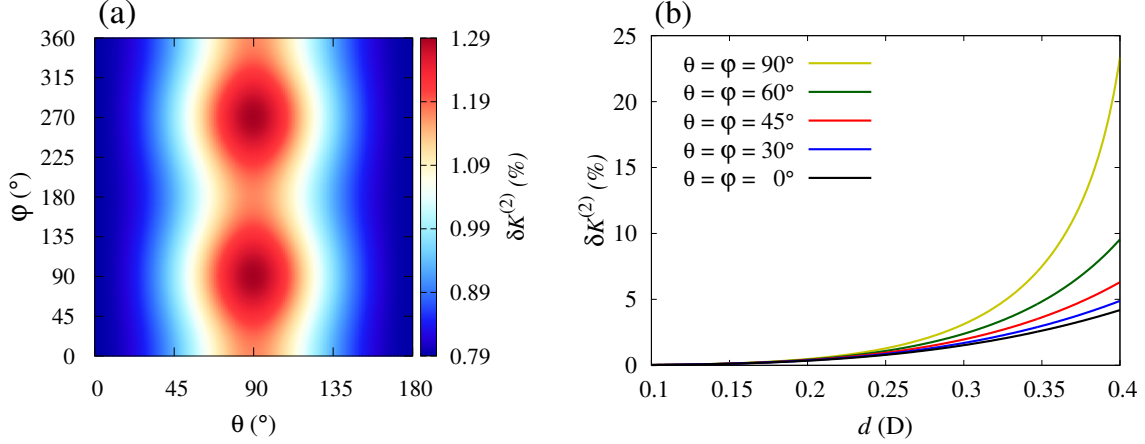 (a)
360
315
270
225
180
135
90
45
0
φ (°)
0 45 90 135 180
θ (°)
1.29
1.19
1.09
0.99
0.89
0.79
δK(2) (%)
(b)
25
20
15
10
5
0
δK(2) (%)
θ = φ = 90°
θ = φ = 60°
θ = φ = 45°
θ = φ = 30°
θ = φ = 0°
0.1 0.15 0.2 0.25 0.3 0.35 0.4
d (D)